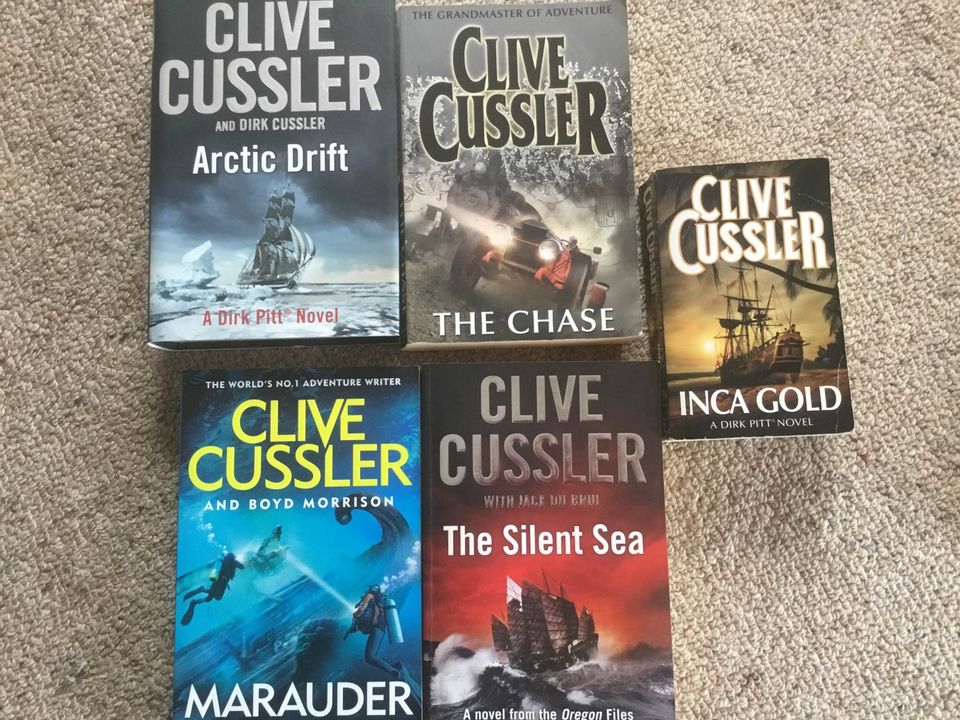 CLIVE
CUSSLER
AND DIRK CUSSLER
Arctic Drift
A Dirk Pitt® Novel
THE GRANDMASTER OF ADVENTURE
CLIVE
CUSSLER
THE CHASE
CLIVE
CUSSLER
INCA GOLD
A DIRK PITT® NOVEL
THE WORLD'S NO.1 ADVENTURE WRITER
CLIVE
CUSSLER
AND BOYD MORRISON
MARAUDER
CLIVE
CUSSLER
WITH JACK DU BRUL
The Silent Sea
A novel from the Oregon Files